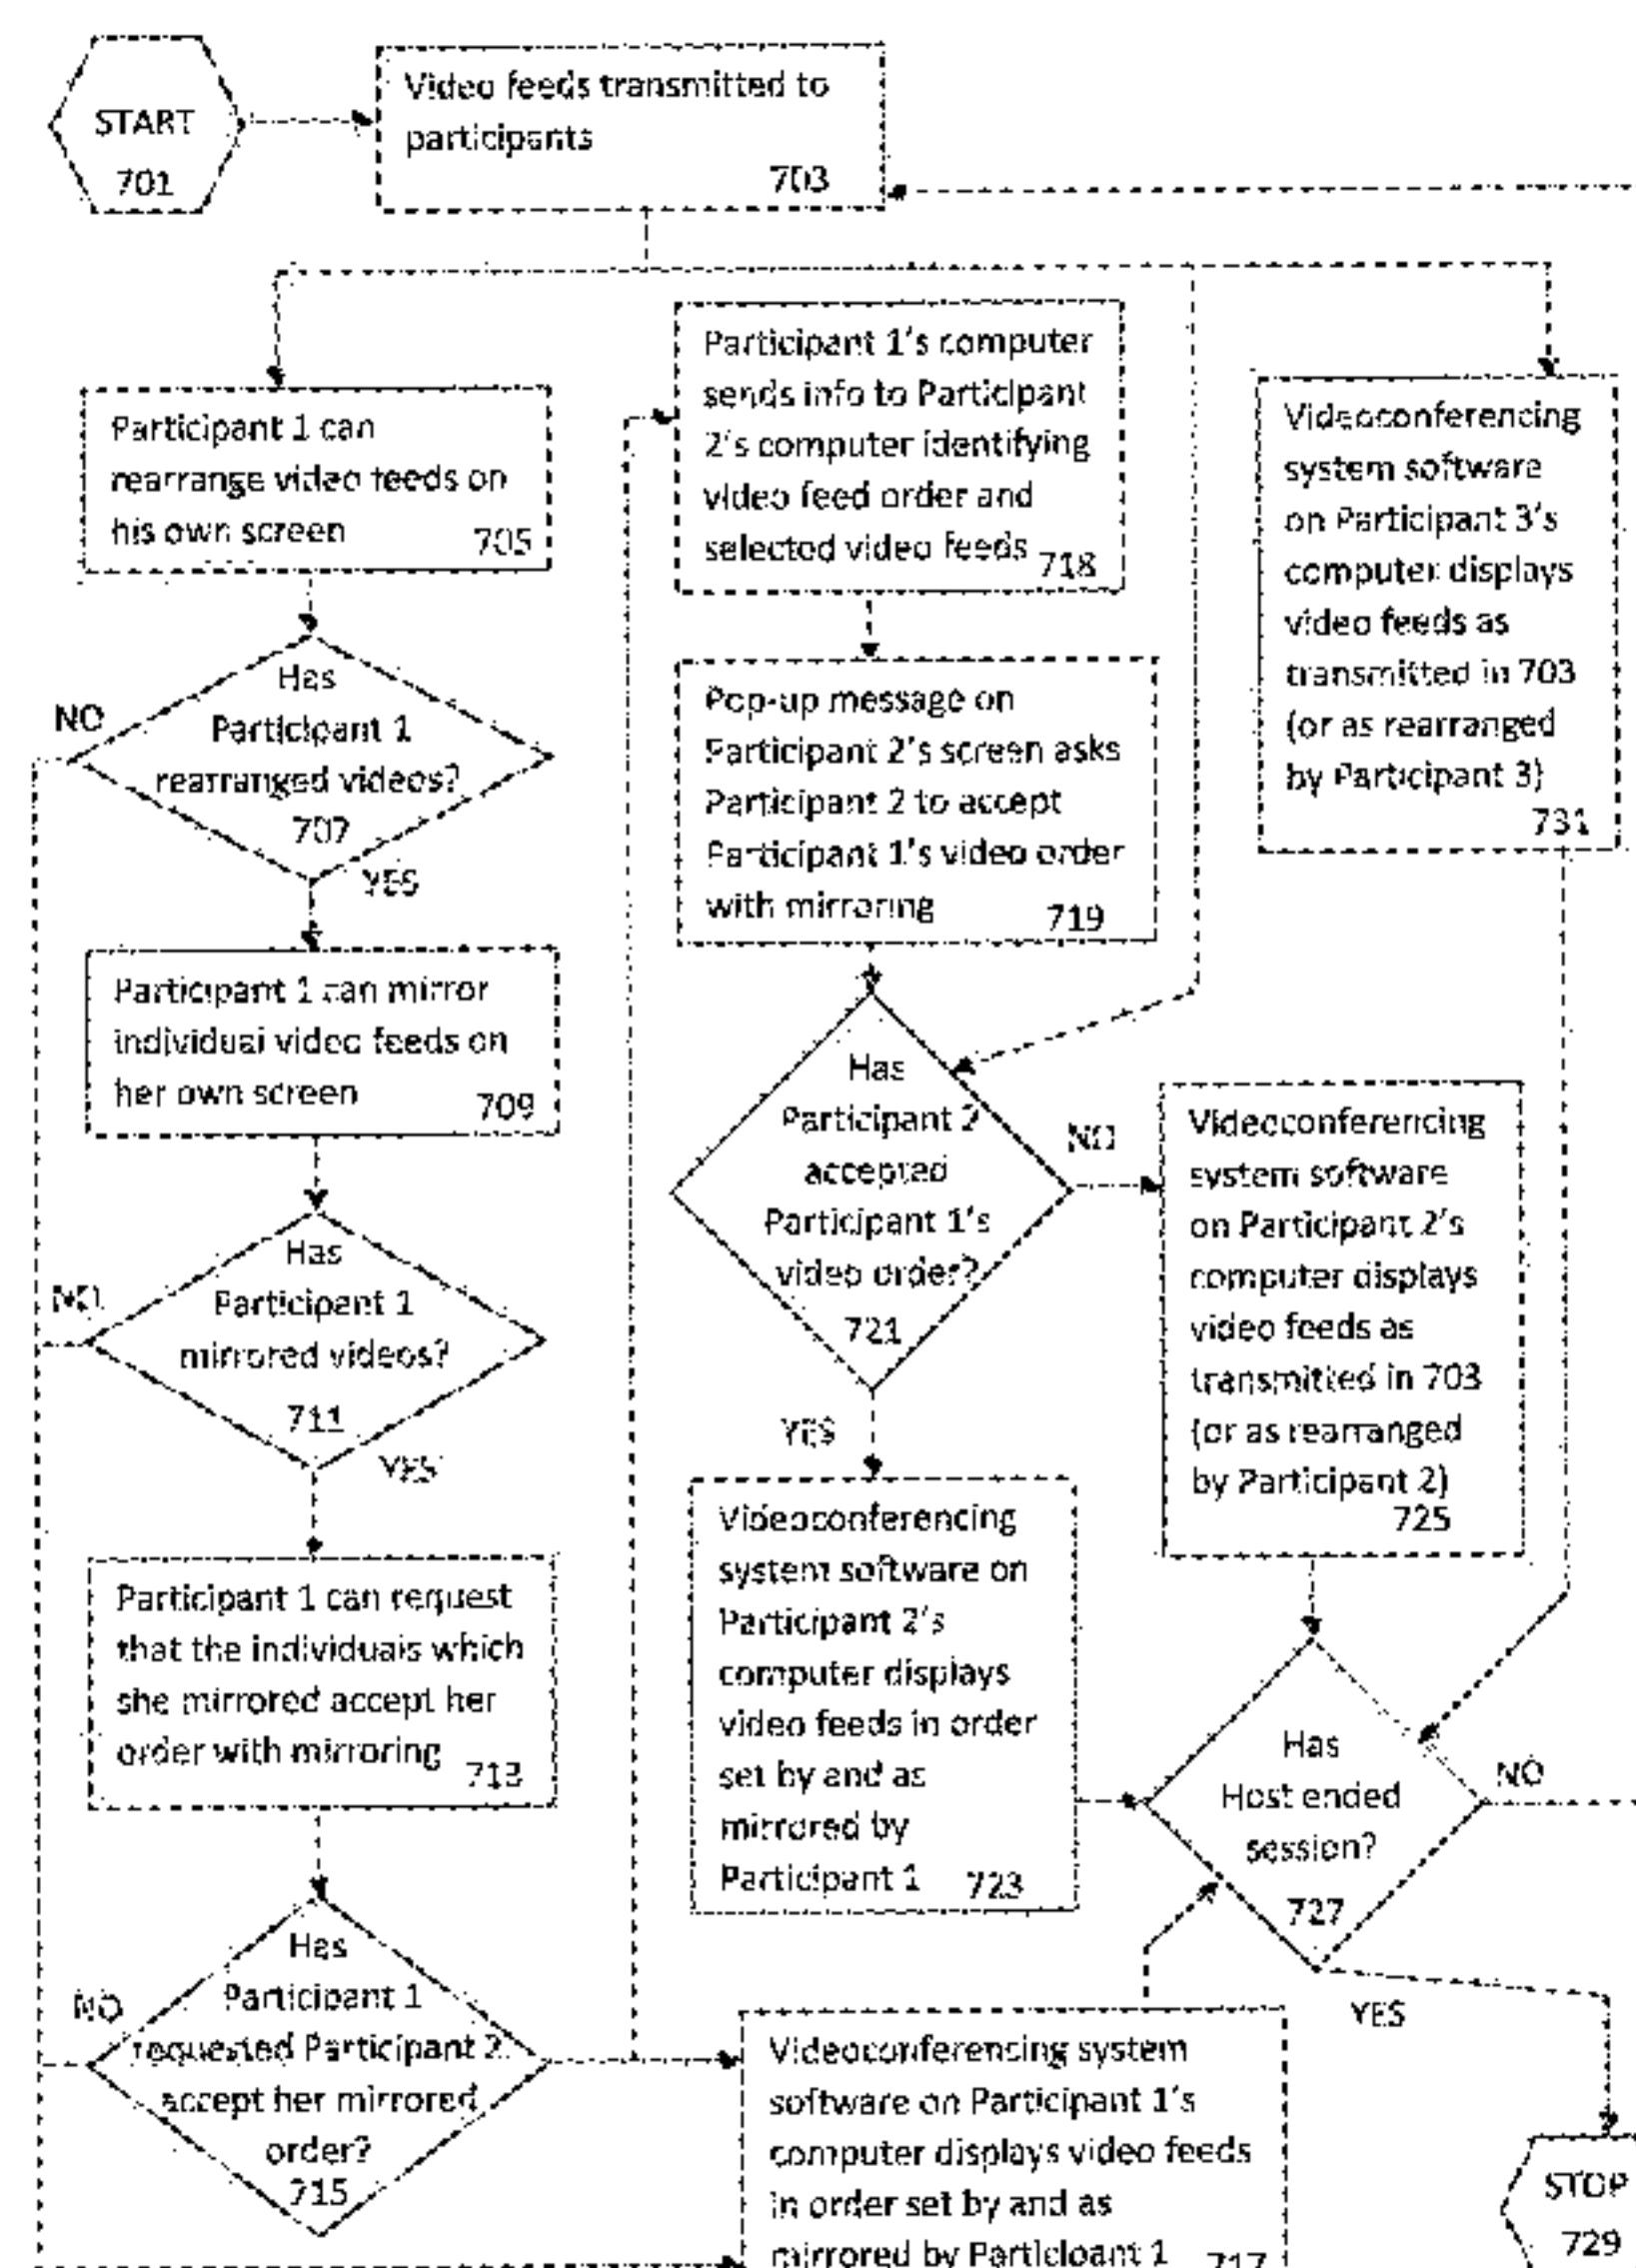 START
701
Video feeds transmitted to
participants
703
Participant 1 can
rearrange video feeds on
his own screen
705
NO
Has
Participant 1
rearranged videos?
707
YES
Participant 1 can mirror
individual video feeds on
her own screen
709
NO
Has
Participant 1
mirrored videos?
711
YES
Participant 1 can request
that the individuals which
she mirrored accept her
order with mirroring
713
NO
Has
Participant 1
requested Participant 2
accept her mirrored
order?
715
Videoconferencing system
software on Participant 1's
computer displays video feeds
in order set by and as
mirrored by Participant 1
717
Participant 1's computer
sends info to Participant
2's computer identifying
video feed order and
selected video feeds
718
Pop-up message on
Participant 2's screen asks
Participant 2 to accept
Participant 1's video order
with mirroring
719
Has
Participant 2
accepted
Participant 1's
video order?
721
NO
YES
Videoconferencing
system software on
Participant 2's
computer displays
video feeds in order
set by and as
mirrored by
Participant 1
723
Videoconferencing
system software
on Participant 2's
computer displays
video feeds as
transmitted in 703
(or as rearranged
by Participant 2)
725
Videoconferencing
system software
on Participant 3's
computer displays
video feeds as
transmitted in 703
(or as rearranged
by Participant 3)
731
Has
Host ended
session?
727
NO
YES
STOP
729